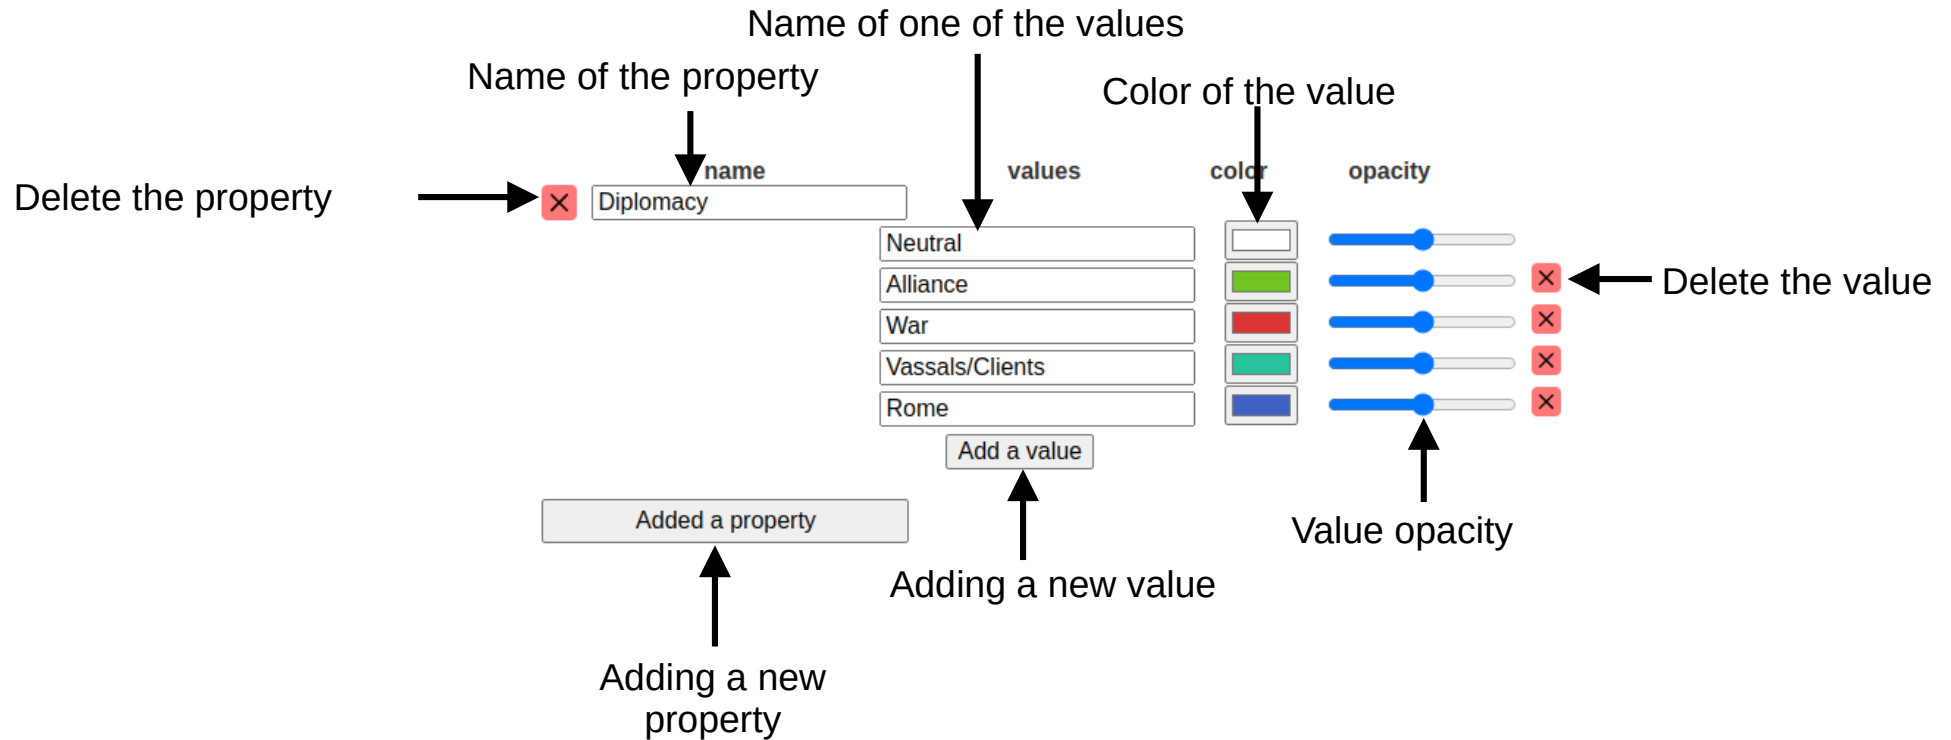 Name of one of the values
Name of the property
Color of the value
name values color opacity
Delete the property
Diplomacy
Neutral
Alliance
Delete the value
War
Vassals/Clients
Rome
Add a value
Added a property
Value opacity
Adding a new value
Adding a new
property